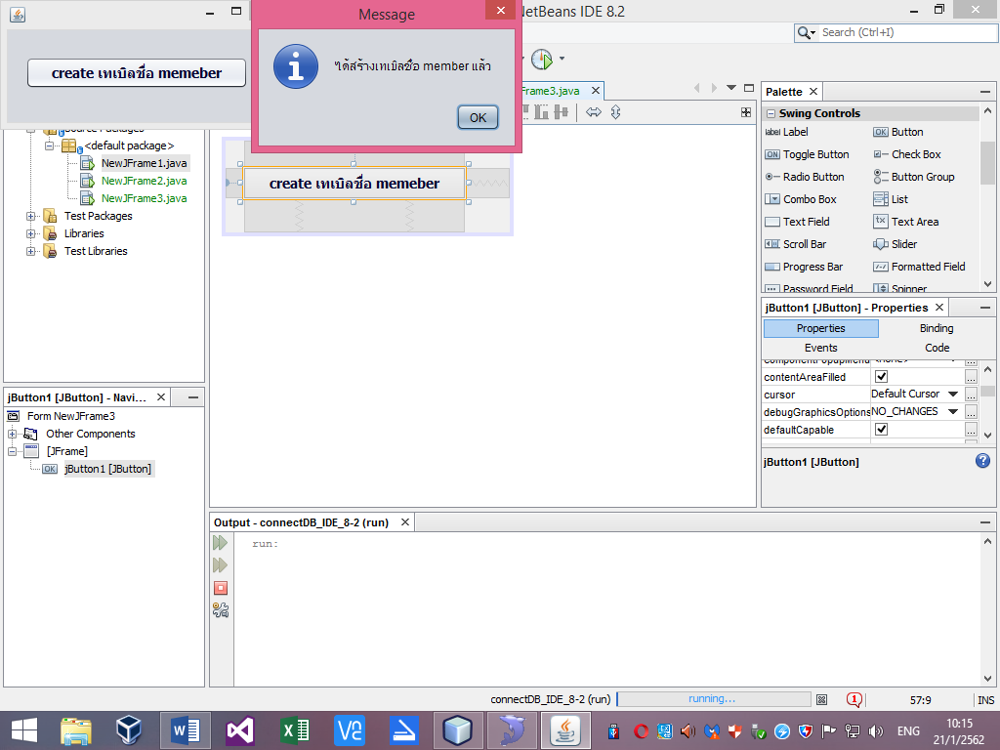 Message
NetBeans IDE 8.2
Search (Ctrl+I)
create เทเบิลชื่อ memeber
ได้สร้างเทเบิลชื่อ member แล้ว
OK
Frame3.java
Source Packages
<default package>
NewJFrame1.java
NewJFrame2.java
NewJFrame3.java
Test Packages
Libraries
Test Libraries
create เทเบิลชื่อ memeber
Palette
Swing Controls
Label
OK Button
ON Toggle Button
Check Box
Radio Button
Button Group
Combo Box
List
Text Field
Text Area
Scroll Bar
Slider
Progress Bar
Formatted Field
Password Field
Spinner
jButton1 [JButton] - Properties
Properties
Binding
Events
Code
componentPopupMenu <none>
contentAreaFilled
cursor Default Cursor
debugGraphicsOptions NO_CHANGES
defaultCapable
jButton1 [JButton]
jButton1 [JButton] - Navi...
Form NewJFrame3
Other Components
[JFrame]
OK jButton1 [JButton]
Output - connectDB_IDE_8-2 (run)
run:
connectDB_IDE_8-2 (run)
running...
1
57:9
INS
ENG
10:15
21/1/2562